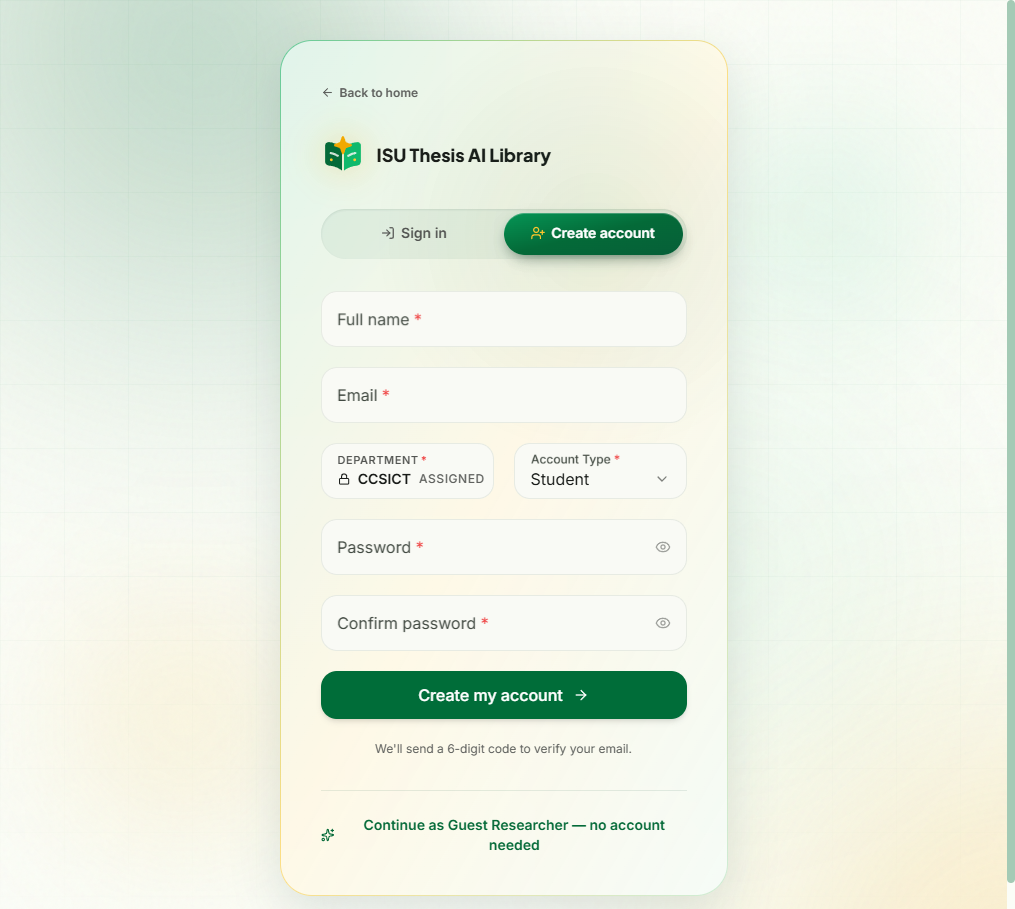 Back to home
ISU Thesis AI Library
Sign in
Create account
Full name *
Email *
DEPARTMENT *
CCSICT ASSIGNED
Account Type *
Student
Password *
Confirm password *
Create my account
We'll send a 6-digit code to verify your email.
Continue as Guest Researcher — no account
needed